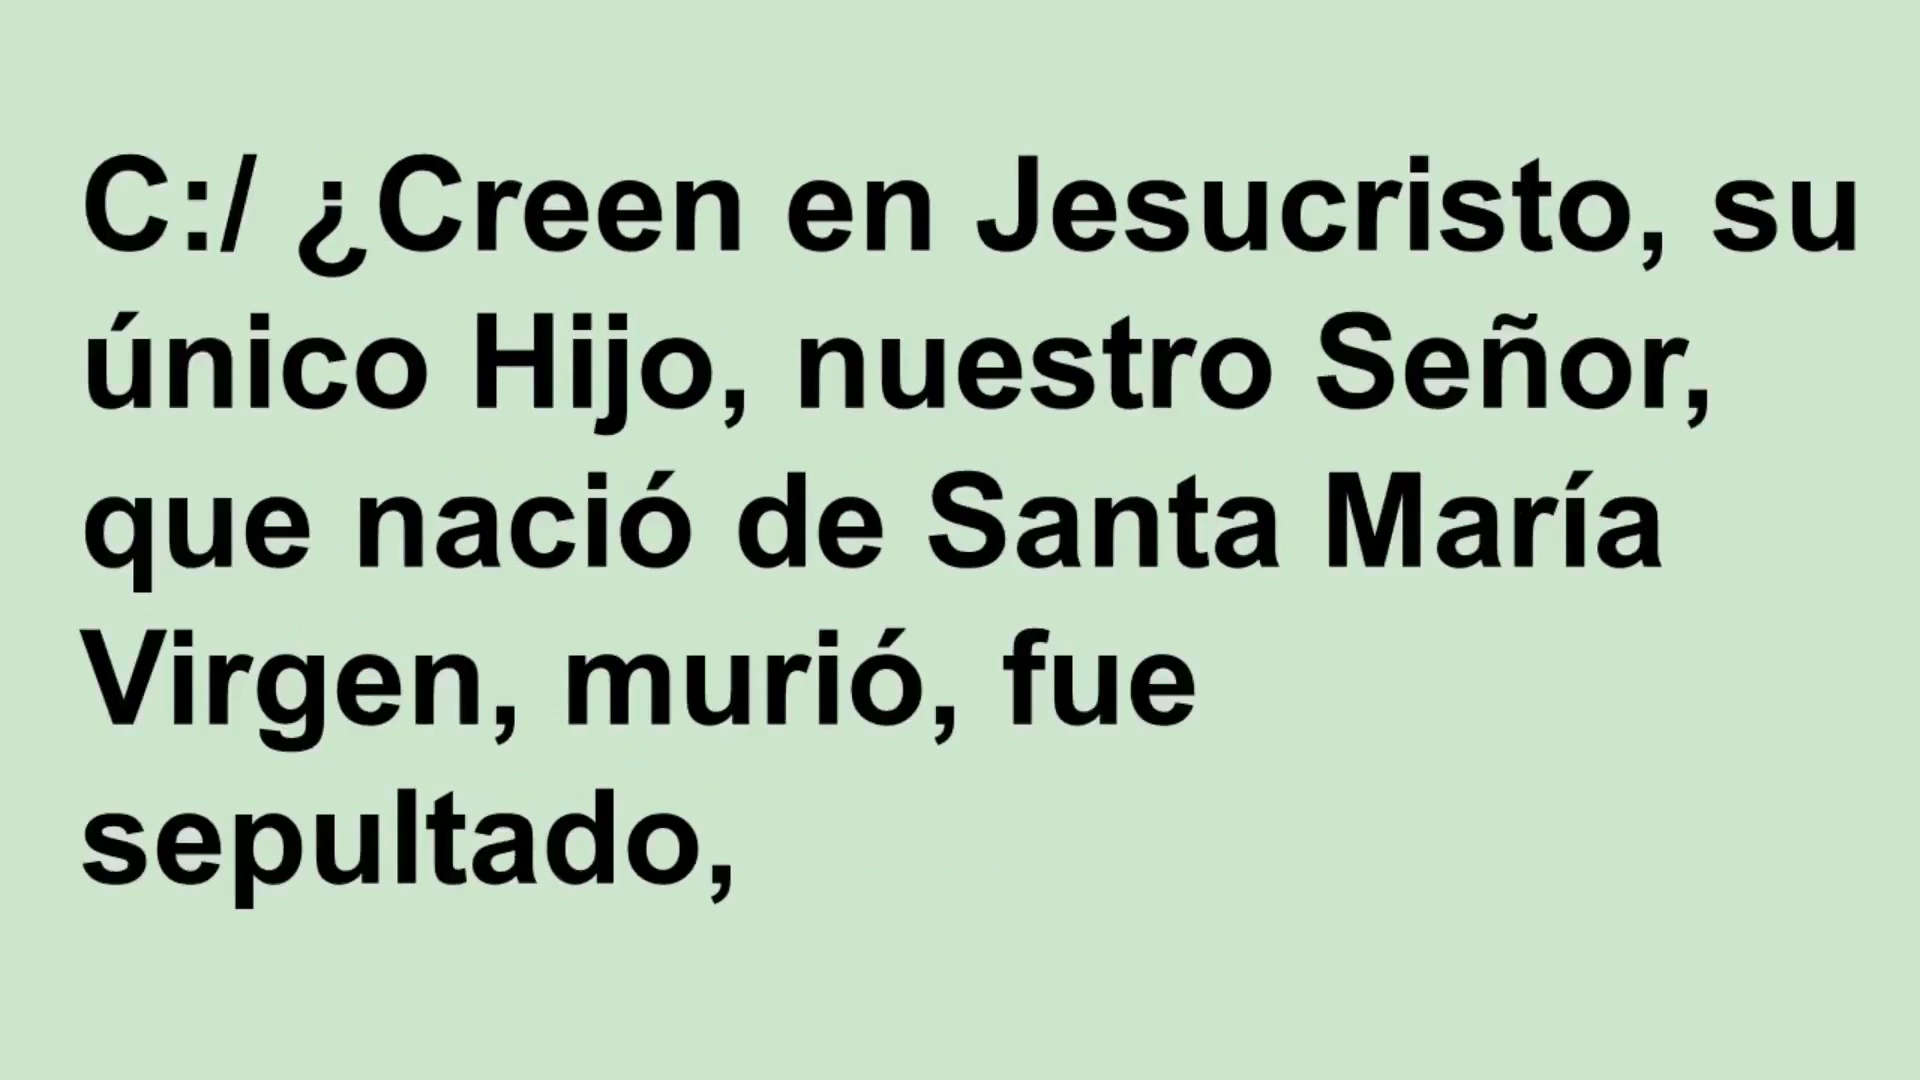 C:/ ¿Creen en Jesucristo, su
único Hijo, nuestro Señor,
que nació de Santa María
Virgen, murió, fue
sepultado,